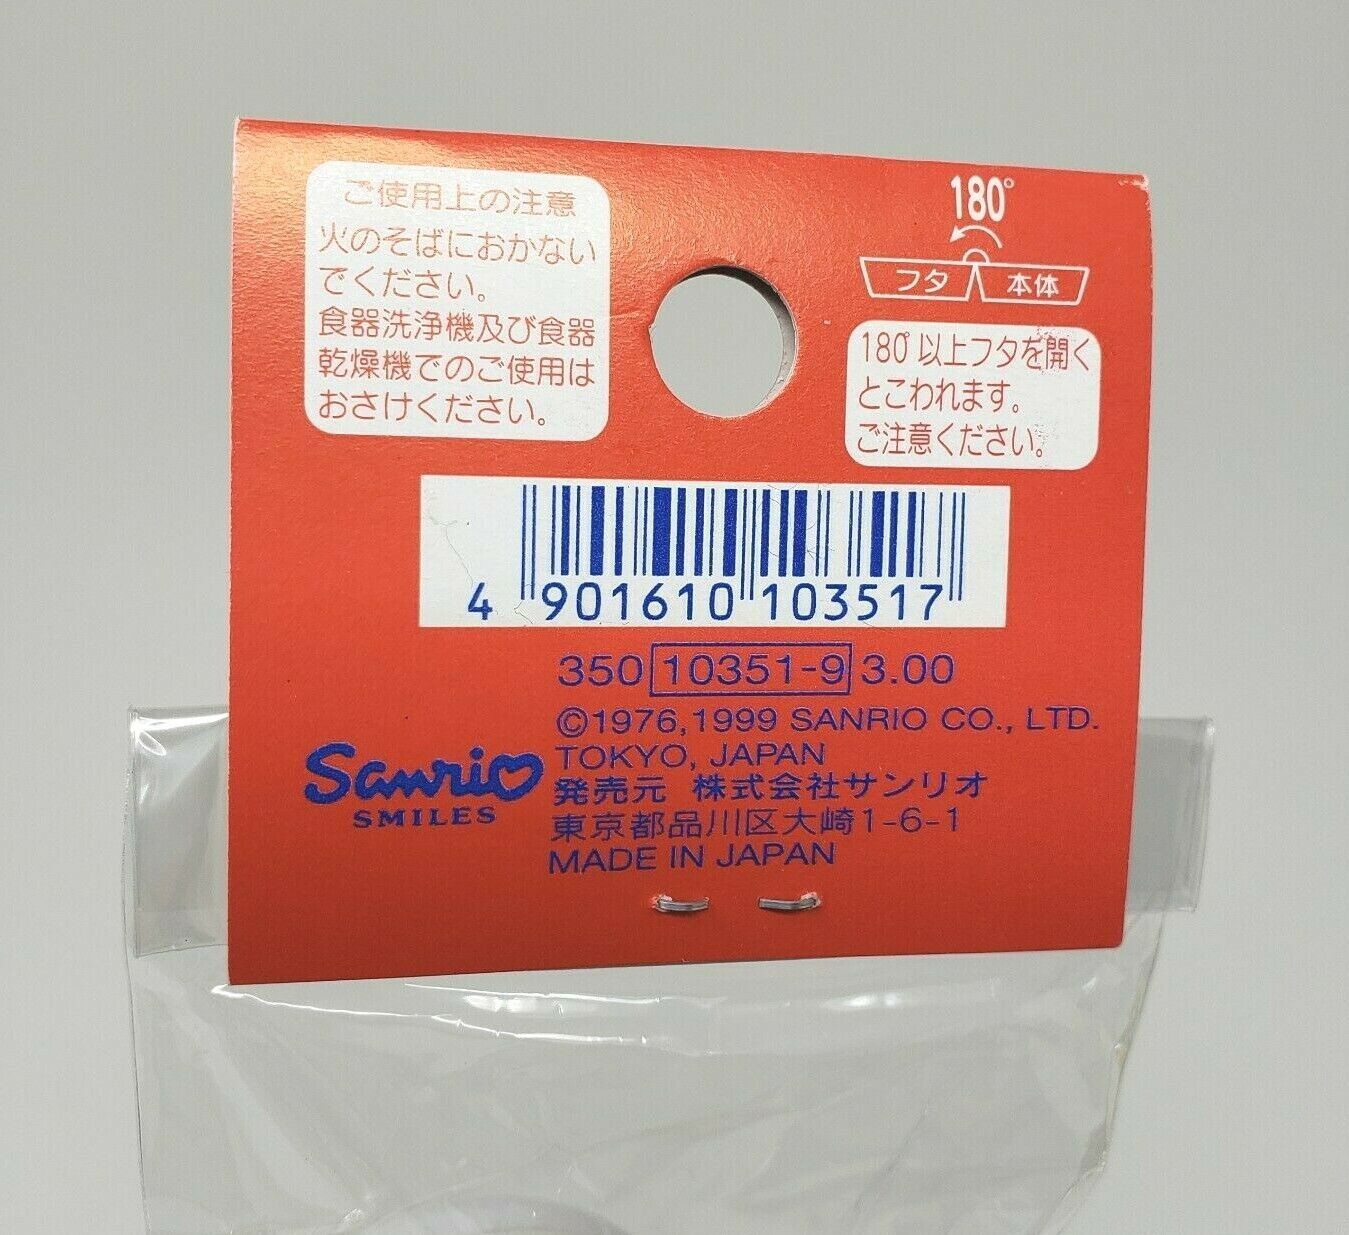 ご使用上の注意
火のそばにおかない
でください。
食器洗浄機及び食器
乾燥機でのご使用は
おさけください。
180°
フタ 本体
180°以上フタを開く
とこわれます。
ご注意ください。
4 901610 103517
350 10351-9 3.00
©1976,1999 SANRIO CO., LTD.
TOKYO, JAPAN
Sanrio
SMILES
発売元 株式会社サンリオ
東京都品川区大崎1-6-1
MADE IN JAPAN